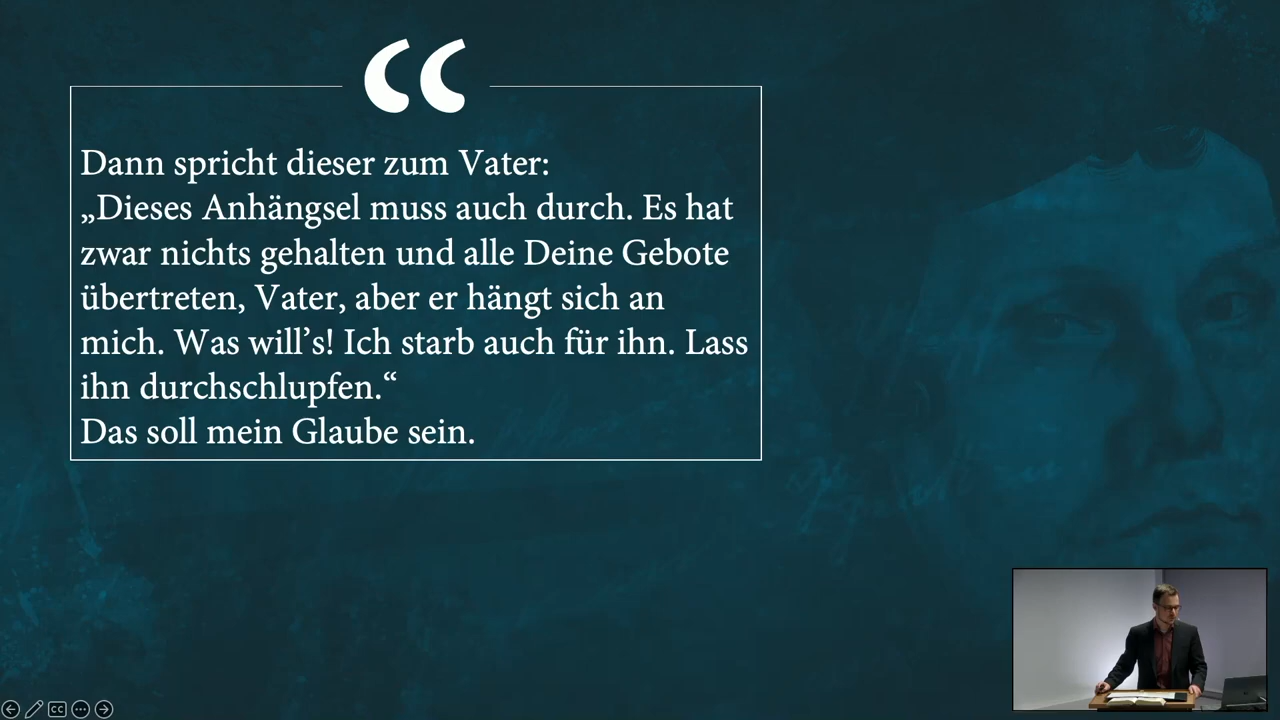 “
Dann spricht dieser zum Vater:
„Dieses Anhängsel muss auch durch. Es hat
zwar nichts gehalten und alle Deine Gebote
übertreten, Vater, aber er hängt sich an
mich. Was will’s! Ich starb auch für ihn. Lass
ihn durchschlupfen.“
Das soll mein Glaube sein.
CC